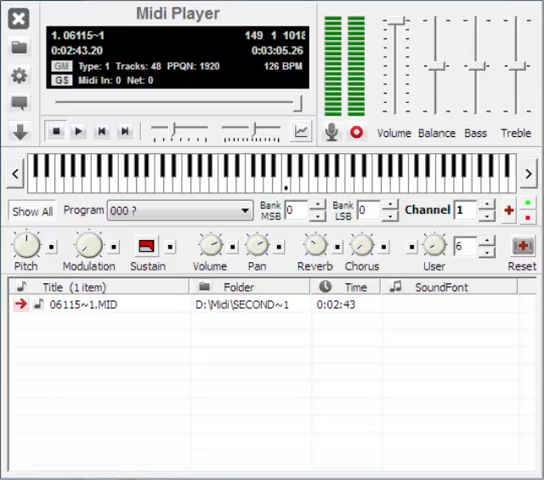 Midi Player
1. 06115~1 149 1 1018
0:02:43.20 0:03:05.26
GM Type: 1 Tracks: 48 PPQN: 1920 126 BPM
GS Midi In: 0 Net: 0
Volume Balance Bass Treble
Show All Program 000 ? Bank MSB 0 Bank LSB 0 Channel 1
6
Pitch Modulation Sustain Volume Pan Reverb Chorus User Reset
Title (1 item) Folder Time SoundFont
06115~1.MID D:\Midi\SECOND~1 0:02:43